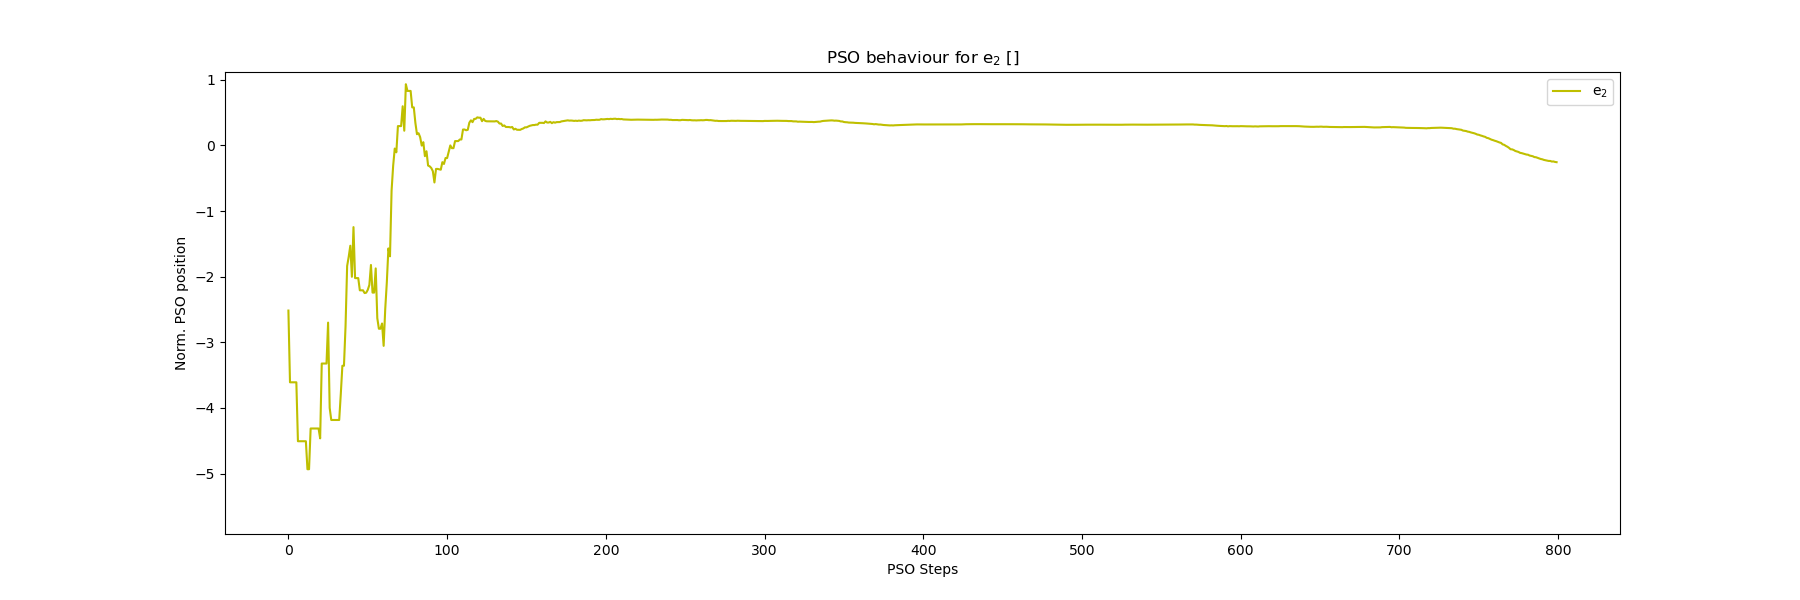 PSO behaviour for e₂ []
e₂
Norm. PSO position
1
0
−1
−2
−3
−4
−5
0 100 200 300 400 500 600 700 800
PSO Steps